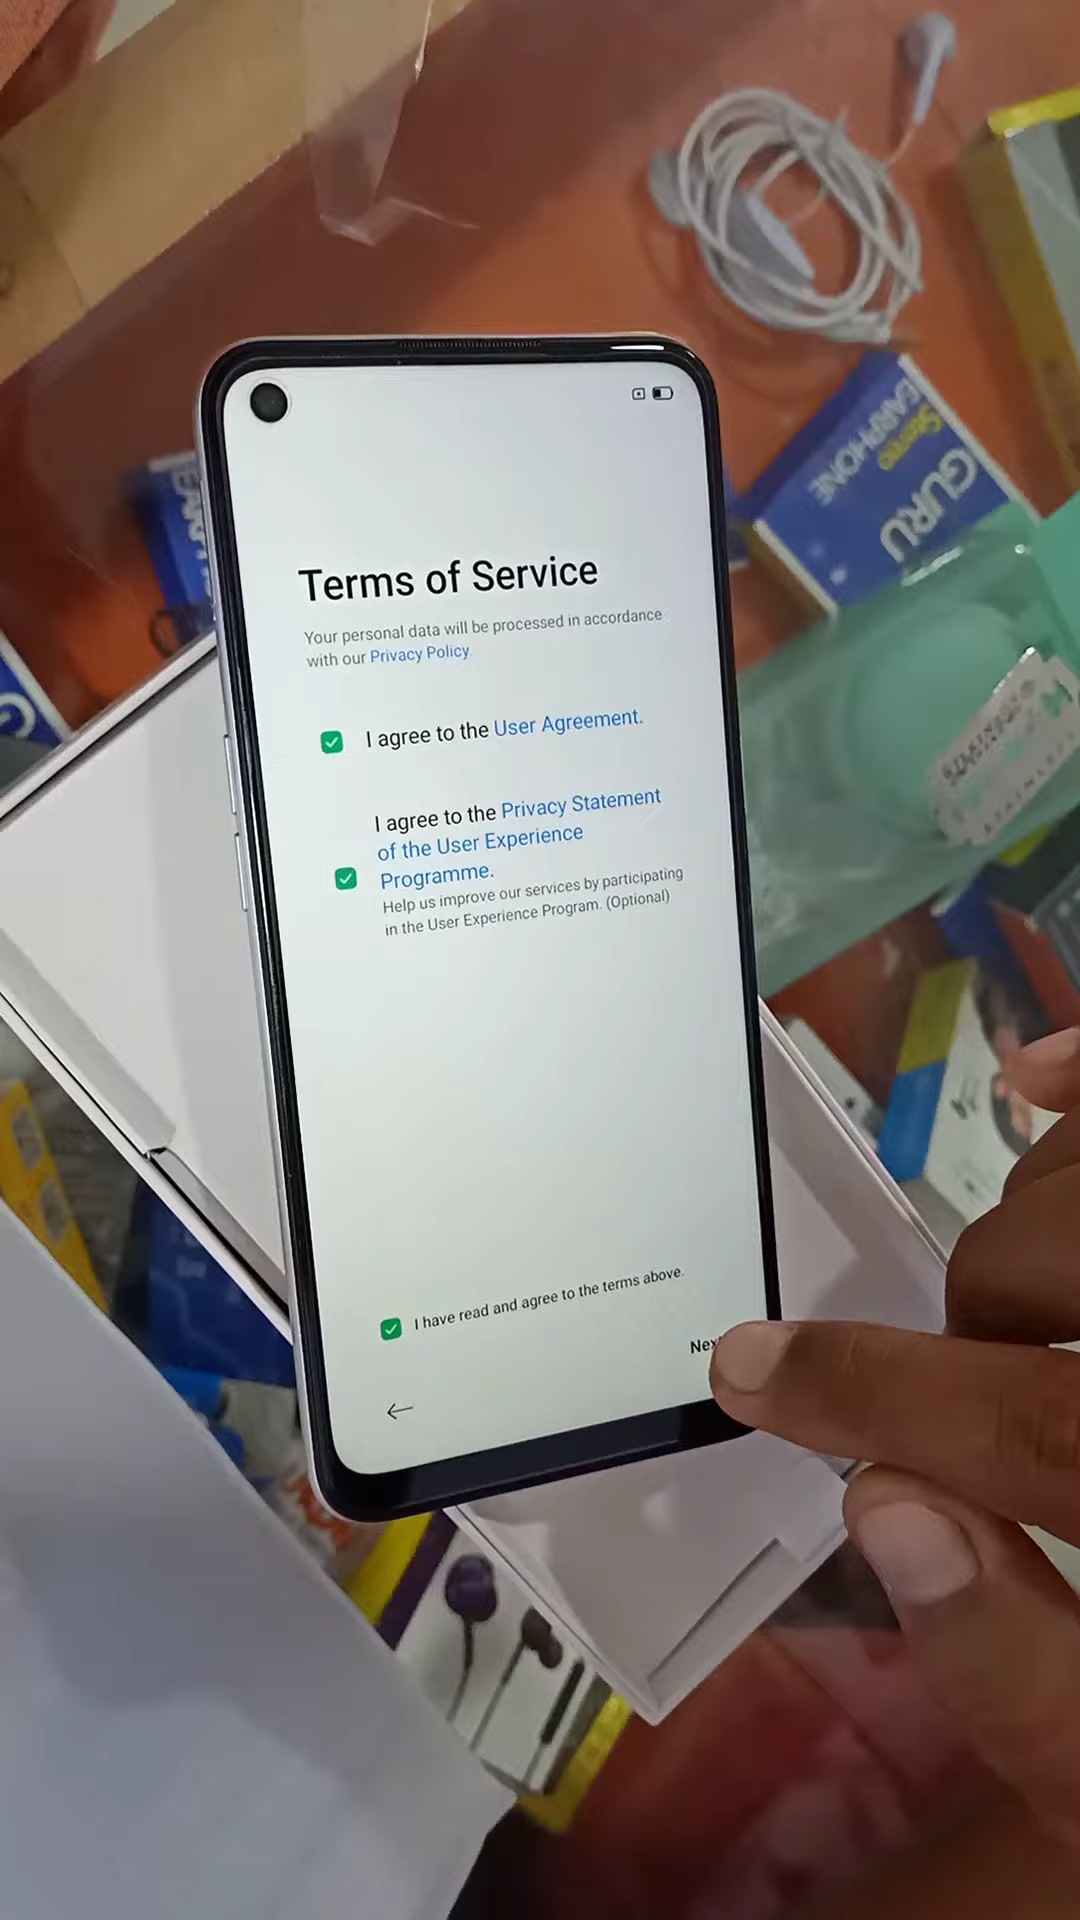 Stereo
EARPHONE
GURU
Terms of Service
Your personal data will be processed in accordance
with our Privacy Policy.
I agree to the User Agreement.
I agree to the Privacy Statement
of the User Experience
Programme.
Help us improve our services by participating
in the User Experience Program. (Optional)
I have read and agree to the terms above.